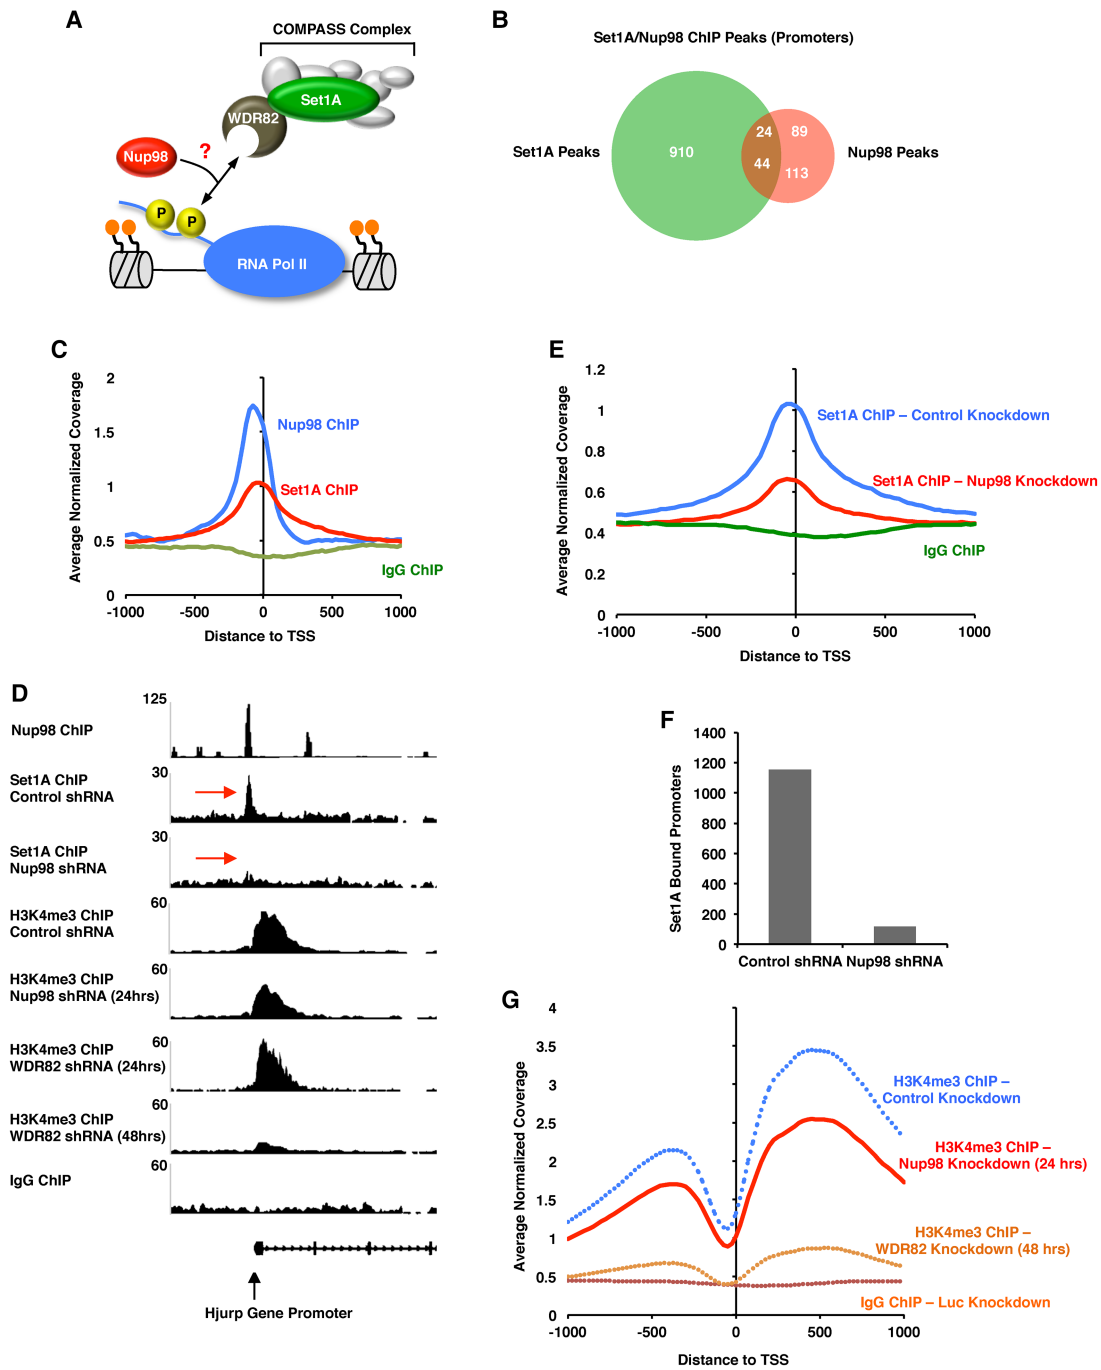 A
COMPASS Complex
Set1A
WDR82
Nup98
?
P
P
RNA Pol II
B
Set1A/Nup98 ChIP Peaks (Promoters)
Set1A Peaks
910
24
89
44
113
Nup98 Peaks
C
Average Normalized Coverage
2
1.5
1
0.5
0
-1000
-500
0
500
1000
Distance to TSS
Nup98 ChIP
Set1A ChIP
IgG ChIP
E
Average Normalized Coverage
1.2
1
0.8
0.6
0.4
0.2
0
-1000
-500
0
500
1000
Distance to TSS
Set1A ChIP – Control Knockdown
Set1A ChIP – Nup98 Knockdown
IgG ChIP
D
125
Nup98 ChIP
30
Set1A ChIP
Control shRNA
30
Set1A ChIP
Nup98 shRNA
60
H3K4me3 ChIP
Control shRNA
60
H3K4me3 ChIP
Nup98 shRNA (24hrs)
60
H3K4me3 ChIP
WDR82 shRNA (24hrs)
60
H3K4me3 ChIP
WDR82 shRNA (48hrs)
60
IgG ChIP
Hjurp Gene Promoter
F
Set1A Bound Promoters
1400
1200
1000
800
600
400
200
0
Control shRNA
Nup98 shRNA
G
Average Normalized Coverage
4
3.5
3
2.5
2
1.5
1
0.5
0
-1000
-500
0
500
1000
Distance to TSS
H3K4me3 ChIP –
Control Knockdown
H3K4me3 ChIP –
Nup98 Knockdown (24 hrs)
H3K4me3 ChIP –
WDR82 Knockdown (48 hrs)
IgG ChIP – Luc Knockdown